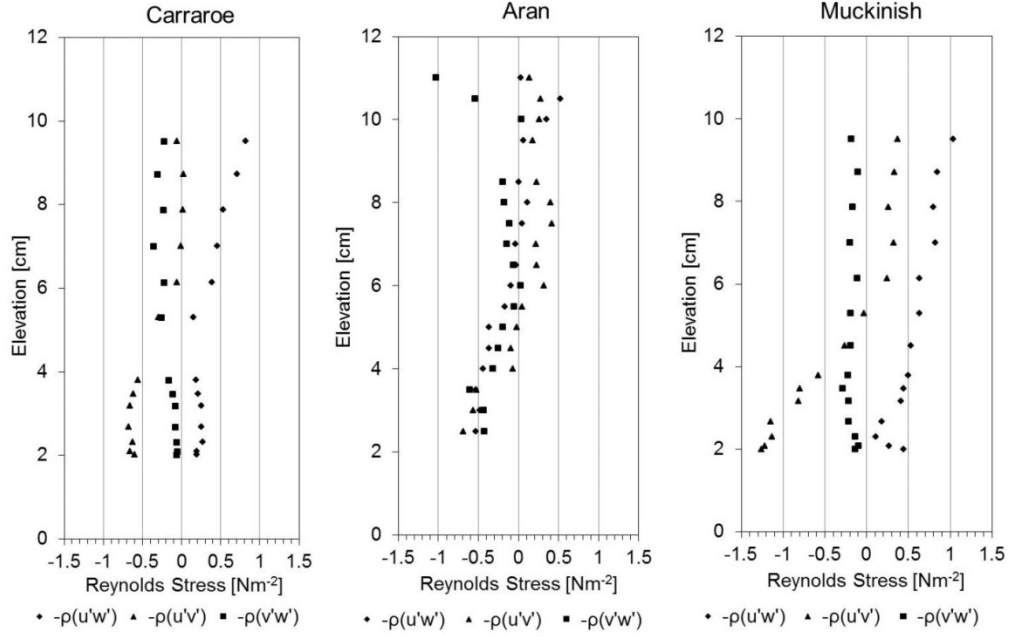 Carraroe
12
10
8
6
4
2
0
Elevation [cm]
-1.5 -1 -0.5 0 0.5 1 1.5
Reynolds Stress [Nm⁻²]
-ρ(u'w') -ρ(u'v') -ρ(v'w')
Aran
12
10
8
6
4
2
0
Elevation [cm]
-1.5 -1 -0.5 0 0.5 1 1.5
Reynolds Stress [Nm⁻²]
-ρ(u'w') -ρ(u'v') -ρ(v'w')
Muckinish
12
10
8
6
4
2
0
Elevation [cm]
-1.5 -1 -0.5 0 0.5 1 1.5
Reynolds Stress [Nm⁻²]
-ρ(u'w') -ρ(u'v') -ρ(v'w')